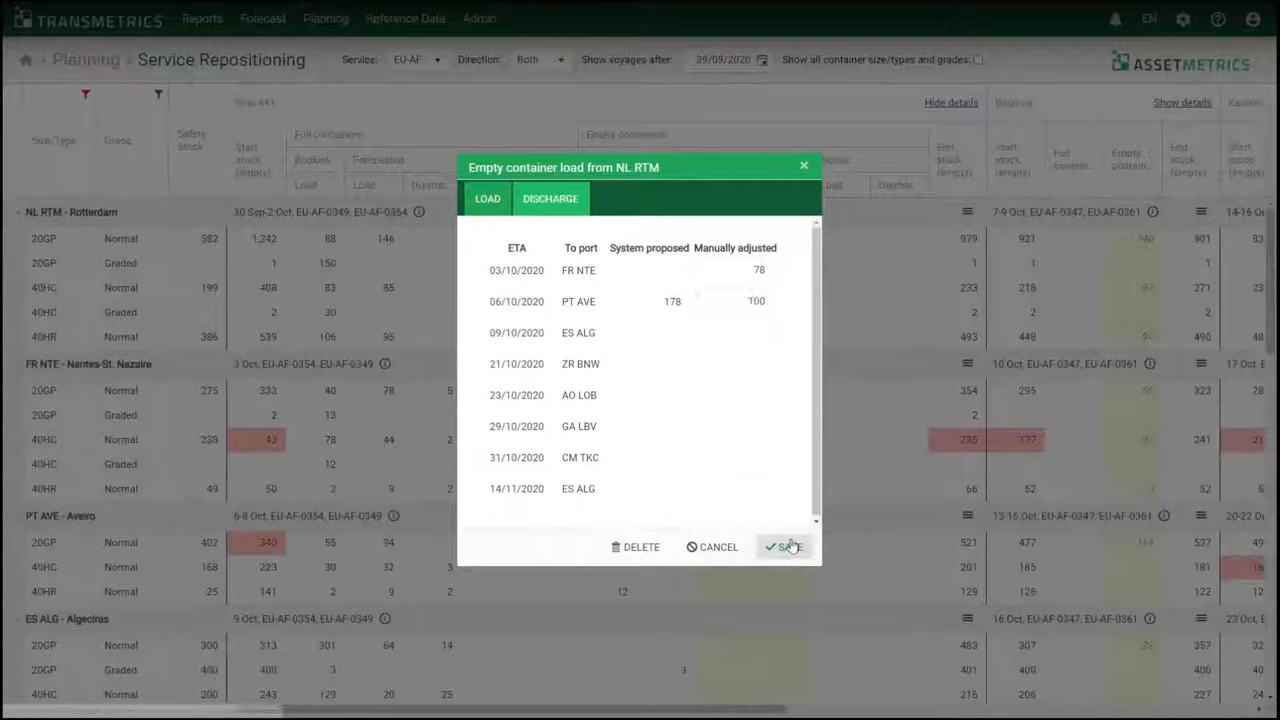 TRANSMETRICS Reports Forecast Planning Reference Data Admin EN
Planning Service Repositioning Service: EU-AF Direction: Both Show voyages after: 29/09/2020 Show all container size/types and grades: ASSETMETRICS
Ship 441 Hide details Begonia Show details
Size/Type Grade Safety Stock Start stock (empty) Full containers Empty containers End stock (empty) Start stock (empty) Full contai... Empty contain... End stock (empty)
Booked Forecasted
Load Load
Empty container load from NL RTM
LOAD DISCHARGE
ETA To port System proposed Manually adjusted
03/10/2020 FR NTE 78
06/10/2020 PT AVE 178 100
09/10/2020 ES ALG
21/10/2020 ZR BNW
23/10/2020 AO LOB
29/10/2020 GA LBV
31/10/2020 CM TKC
14/11/2020 ES ALG
DELETE CANCEL
NL RTM - Rotterdam 30 Sep-2 Oct, EU-AF-0349, EU-AF-0354 7-9 Oct, EU-AF-0347, EU-AF-0361 14-16 O
20GP Normal 582 1,242 88 146 979 921 140 901 83
20GP Graded 1 150 1 1 1
40HC Normal 199 408 83 85 233 218 271 23
40HC Graded 2 30 2 2 2
40HR Normal 386 539 106 95 493 448 490 48
FR NTE - Nantes-St. Nazaire 3 Oct, EU-AF-0354, EU-AF-0349 10 Oct, EU-AF-0347, EU-AF-0361 17 Oct,
20GP Normal 275 333 40 78 5 354 295 323 28
20GP Graded 2 13 2
40HC Normal 238 43 78 44 2 235 177 241 21
40HC Graded 12
40HR Normal 49 50 2 9 2 66 52 52 5
PT AVE - Aveiro 6-8 Oct, EU-AF-0354, EU-AF-0349 13-15 Oct, EU-AF-0347, EU-AF-0361 20-22 O
20GP Normal 402 340 55 94 521 477 537 49
40HC Normal 168 223 30 32 3 201 185 181 16
40HR Normal 25 141 2 9 2 12 129 126 122 12
ES ALG - Algeciras 9 Oct, EU-AF-0354, EU-AF-0349 16 Oct, EU-AF-0347, EU-AF-0361 23 Oct,
20GP Normal 300 313 301 64 14 483 307 357 32
20GP Graded 400 400 3 3 400 401 400 40
40HC Normal 200 243 129 20 25 216 206 227 24